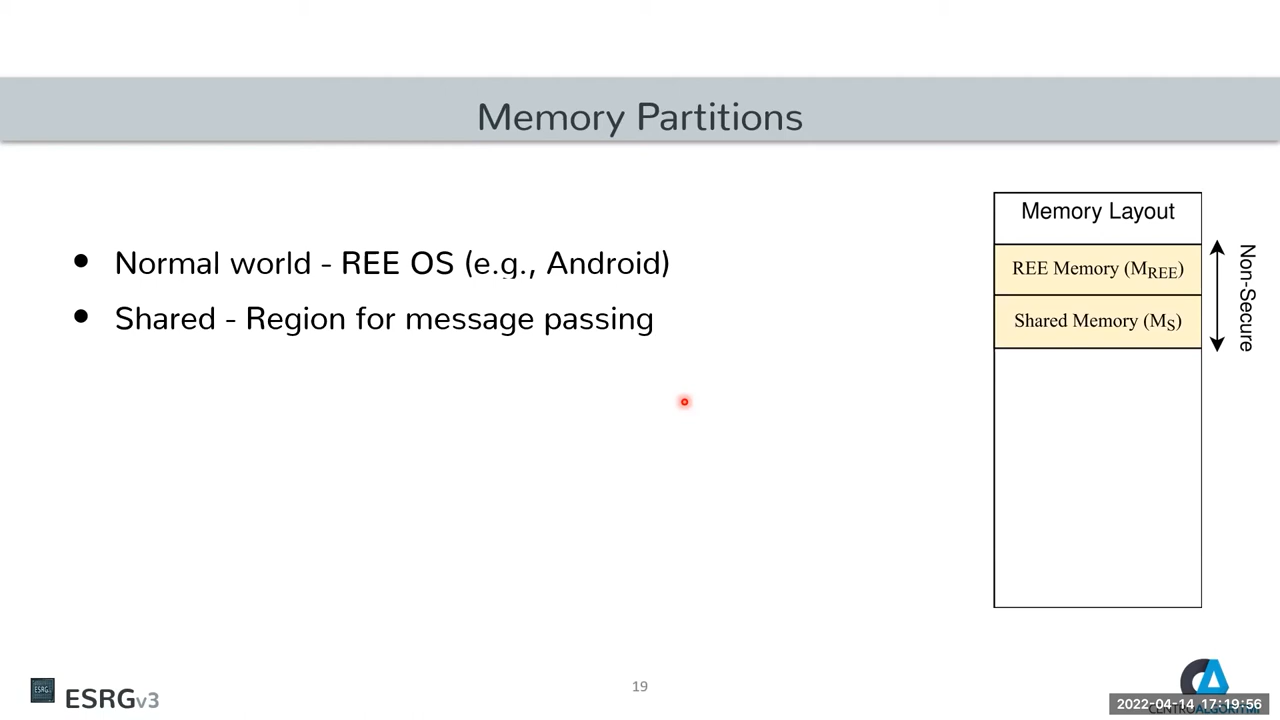 Memory Partitions
• Normal world - REE OS (e.g., Android)
• Shared - Region for message passing
Memory Layout
REE Memory (MREE)
Shared Memory (MS)
Non-Secure
ESRGv3
19
2022-04-14 17:19:56